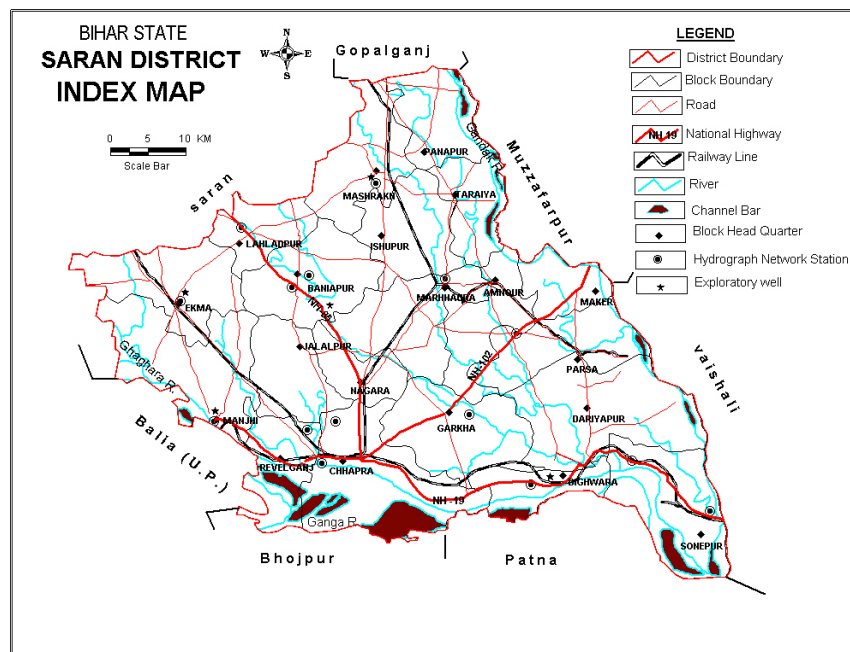 BIHAR STATE
SARAN DISTRICT
INDEX MAP
N
W E
S
0 5 10 KM
Scale Bar
LEGEND
District Boundary
Block Boundary
Road
NH 19 National Highway
Railway Line
River
Channel Bar
Block Head Quarter
Hydrograph Network Station
Exploratory well
Gopalganj
Muzzafarpur
vaishali
saran
Balia (U.P.)
Bhojpur
Patna
Gandak R.
Ghaghara R.
Ganga R.
PANAPUR
MASHRAKN
TARAIYA
LAHLADPUR
ISHUPUR
BANIAPUR
MARHHAURA
AMNOUR
MAKER
EKMA
NH-85
JALALPUR
NH-102
PARSA
NAGARA
GARKHA
DARIYAPUR
MANJHI
REVELGANJ
CHHAPRA
NH -19
DIGHWARA
SONEPUR